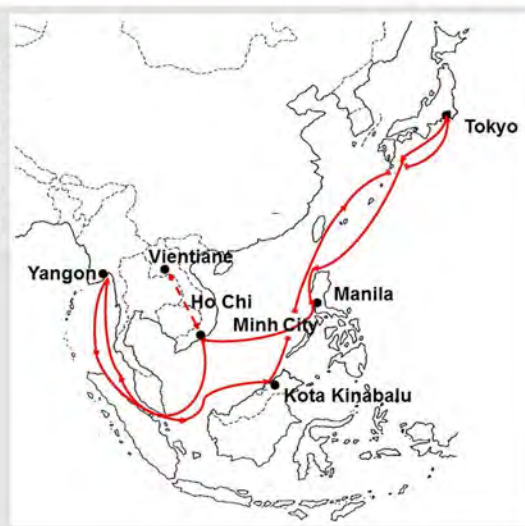 Tokyo
Vientiane
Yangon
Ho Chi
Minh City
Manila
Kota Kinabalu